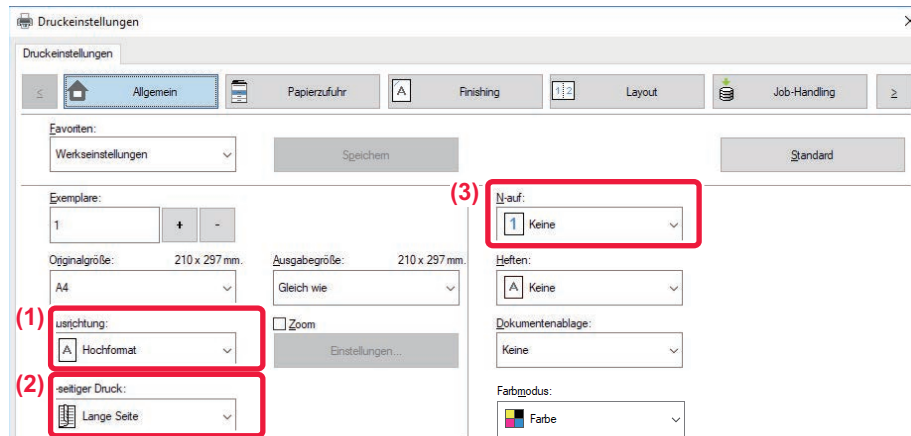 Druckeinstellungen
Druckeinstellungen
≤ Allgemein Papierzufuhr A Finishing 1 2 Layout Job-Handling ≥
Favoriten:
Werkseinstellungen Speichern Standard
(3)
Exemplare: N-auf:
1 + - 1 Keine
Originalgröße: 210 x 297 mm. Ausgabegröße: 210 x 297 mm. Heften:
A4 Gleich wie A Keine
(1) usrichtung: Zoom Dokumentenablage:
A Hochformat Einstellungen... Keine
(2) -seitiger Druck: Farbmodus:
Lange Seite Farbe